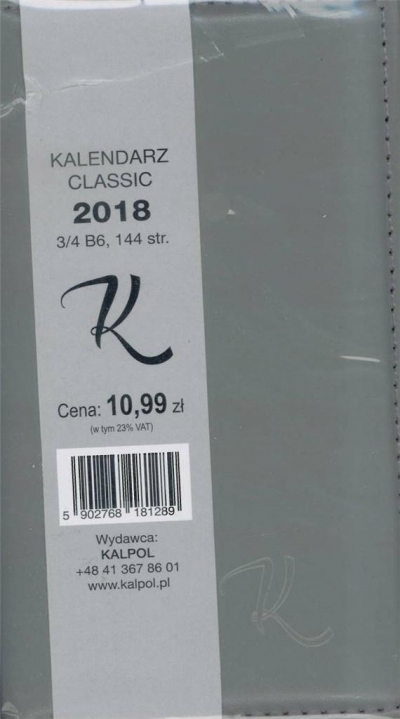 KALENDARZ
CLASSIC
2018
3/4 B6, 144 str.
K
Cena: 10,99 zł
(w tym 23% VAT)
5 902768 181289
Wydawca:
KALPOL
+48 41 367 86 01
www.kalpol.pl
K